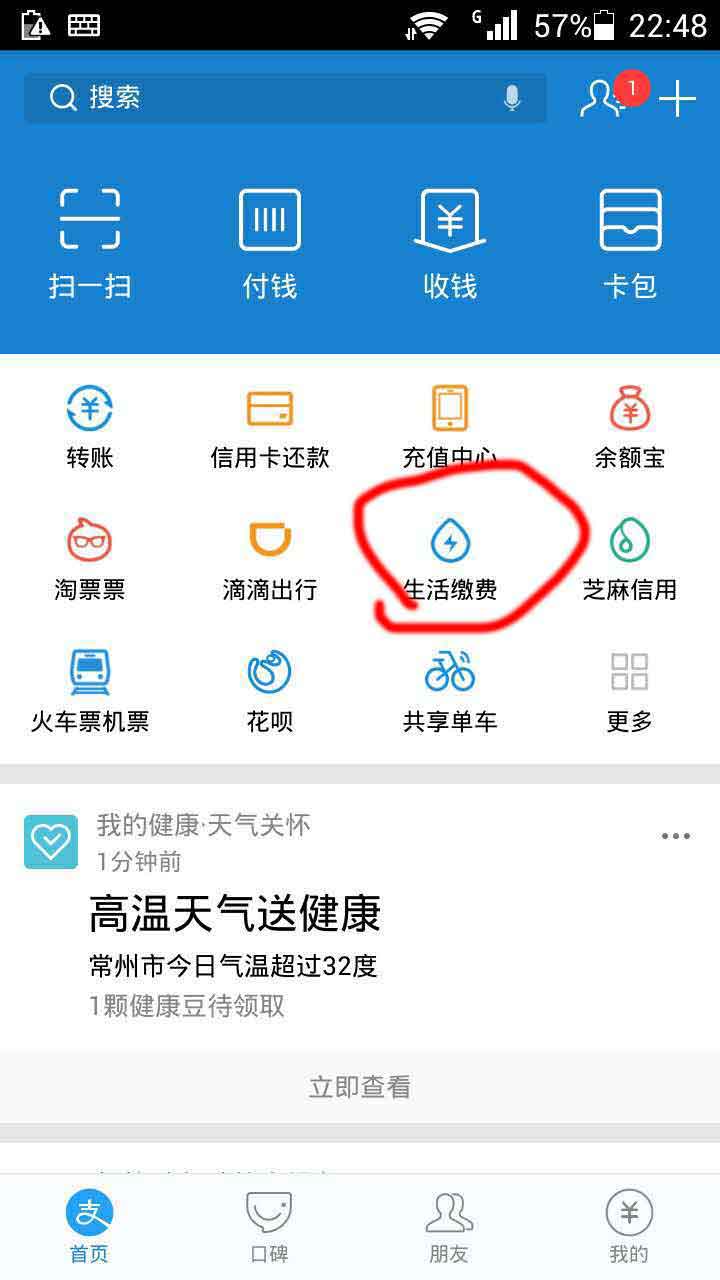 G 57% 22:48
搜索 1
扫一扫 付钱 收钱 卡包
转账 信用卡还款 充值中心 余额宝
淘票票 滴滴出行 生活缴费 芝麻信用
火车票机票 花呗 共享单车 更多
我的健康·天气关怀
1分钟前
高温天气送健康
常州市今日气温超过32度
1颗健康豆待领取
立即查看
支
首页 口碑 朋友 我的